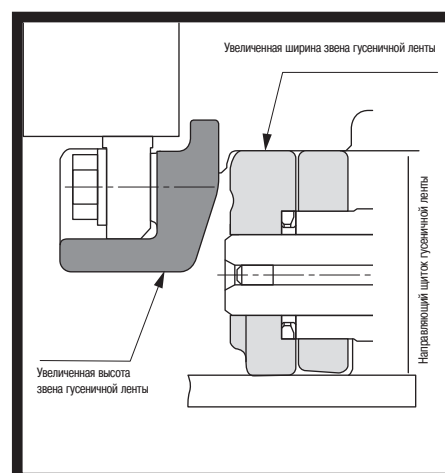 Увеличенная ширина звена гусеничной ленты
Направляющий щиток гусеничной ленты
Увеличенная высота
звена гусеничной ленты